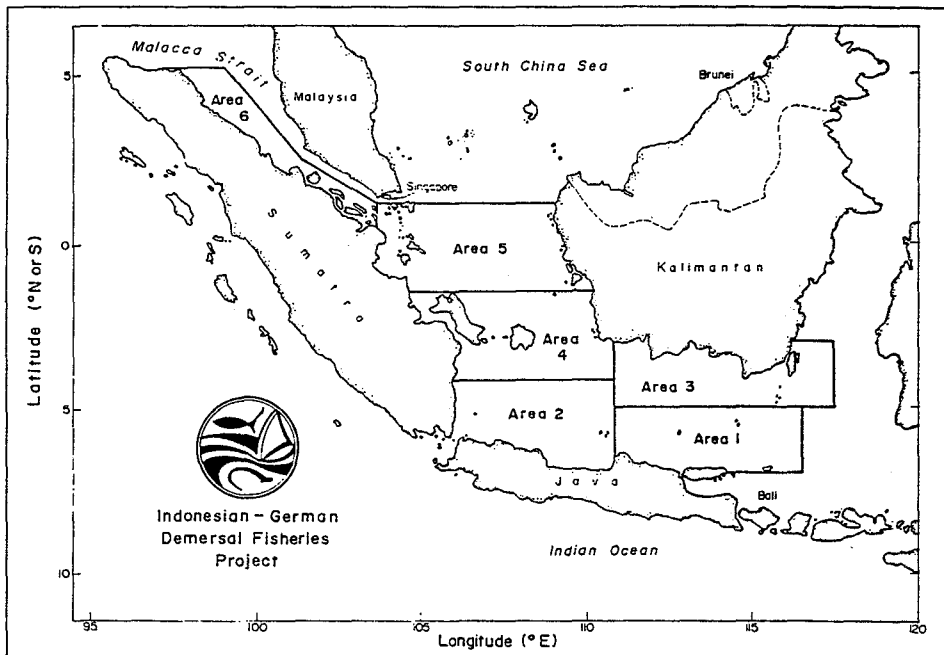 Malacca Strait
South China Sea
Brunei
Malaysia
Area
6
Singapore
Sumatra
Area 5
Kalimantan
Area
4
Area 3
Area 2
Area 1
Java
Bali
Indian Ocean
Indonesian - German
Demersal Fisheries
Project
Latitude (°N or S)
5
0
5
10
95
100
105
110
115
120
Longitude (°E)